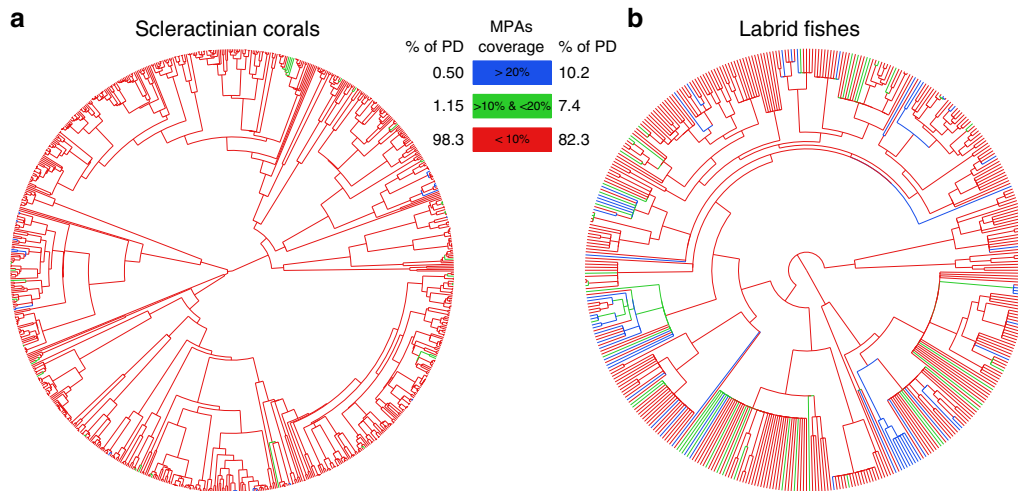 a
Scleractinian corals
MPAs
% of PD coverage % of PD
0.50 > 20% 10.2
1.15 >10% & <20% 7.4
98.3 < 10% 82.3
b
Labrid fishes